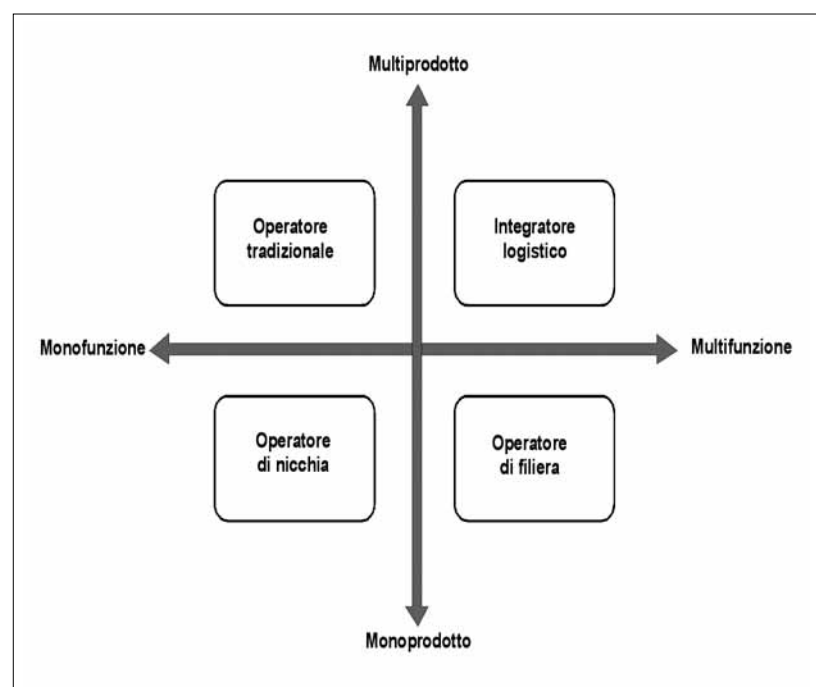 Multiprodotto
Operatore
tradizionale
Integratore
logistico
Monofunzione
Multifunzione
Operatore
di nicchia
Operatore
di filiera
Monoprodotto